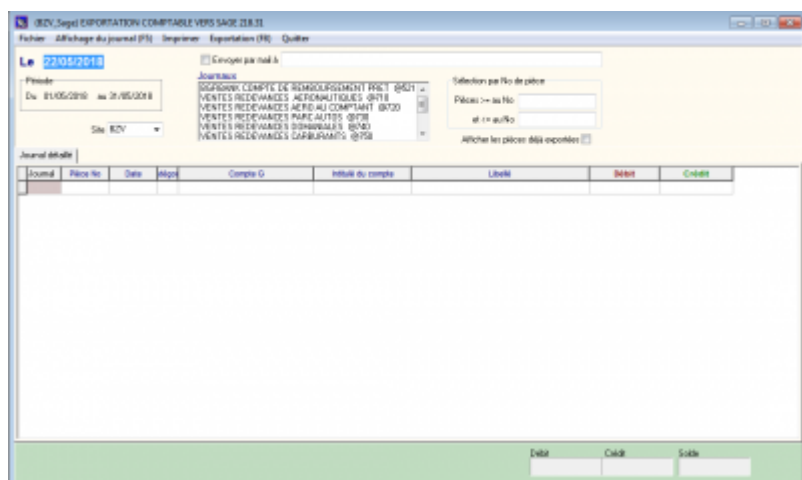 (BZV_Sage) EXPORTATION COMPTABLE VERS SAGE 218.31
Fichier Affichage du journal (F5) Imprimer Exportation (F8) Quitter
Le 22/05/2018
Envoyer par mail à
Période
Du 01/05/2018 au 31/05/2018
Site BZV
Journaux
BGFIBANK COMPTE DE REMBOURSEMENT PRET @521
VENTES REDEVANCES AERONAUTIQUES @710
VENTES REDEVANCES AERO AU COMPTANT @720
VENTES REDEVANCES PARC AUTOS @730
VENTES REDEVANCES DOMANIALES @740
VENTES REDEVANCES CARBURANTS @750
Sélection par No de pièce
Pièces >= au No
et <= au No
Afficher les pièces déjà exportées
Journal détaillé
Journal Pièce No Date Compte G Intitulé du compte Libellé Débit Crédit
Débit Crédit Solde